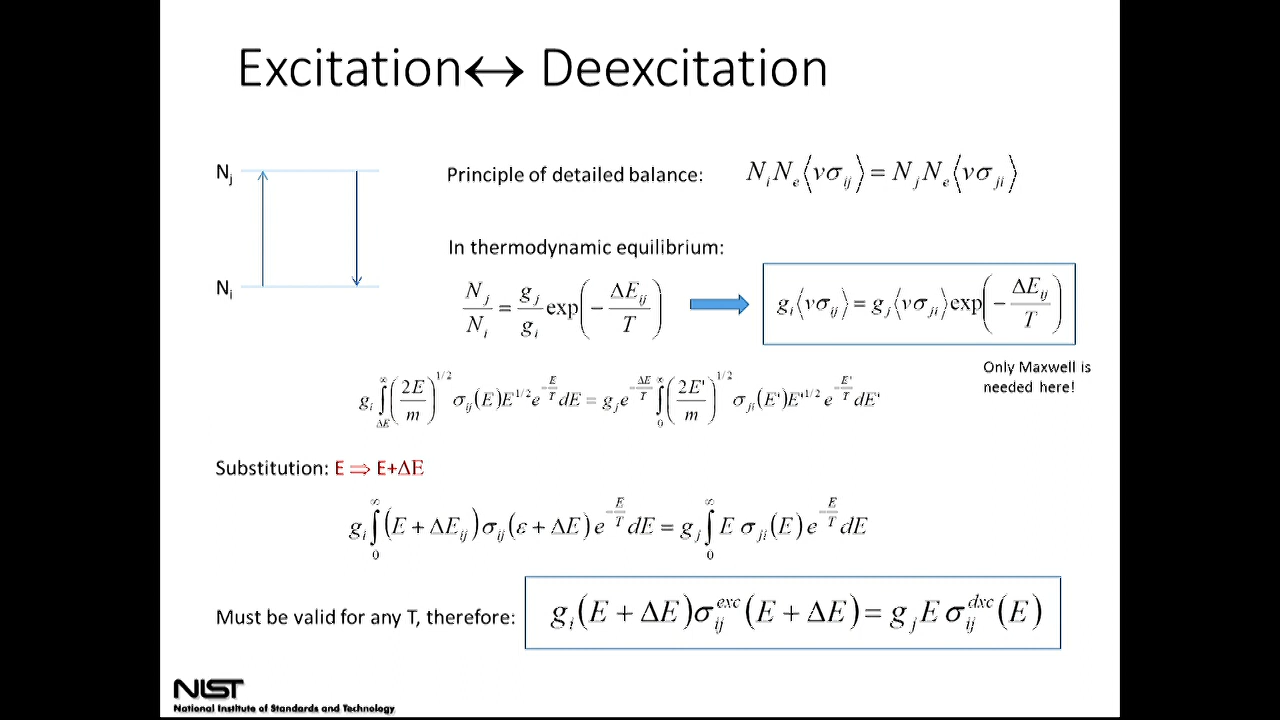 Excitation↔ Deexcitation
N_j
Principle of detailed balance: N_i N_e ⟨vσ_ij⟩ = N_j N_e ⟨vσ_ji⟩
In thermodynamic equilibrium:
N_i
N_j / N_i = g_j / g_i exp(− ΔE_ij / T)
g_i ⟨vσ_ij⟩ = g_j ⟨vσ_ji⟩ exp(− ΔE_ij / T)
Only Maxwell is
needed here!
g_i ∫_ΔE^∞ (2E/m)^1/2 σ_ij(E) E^1/2 e^(−E/T) dE = g_j e^(−ΔE/T) ∫_0^∞ (2E'/m)^1/2 σ_ji(E') E'^1/2 e^(−E'/T) dE'
Substitution: E ⇒ E+ΔE
g_i ∫_0^∞ (E + ΔE_ij) σ_ij(ε + ΔE) e^(−E/T) dE = g_j ∫_0^∞ E σ_ji(E) e^(−E/T) dE
Must be valid for any T, therefore: g_i (E + ΔE) σ_ij^exc (E + ΔE) = g_j E σ_ij^dxc (E)
NIST
National Institute of Standards and Technology